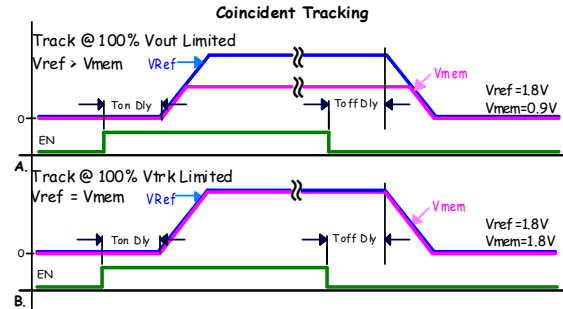 Coincident Tracking
Track @ 100% Vout Limited
Vref > Vmem
VRef
Vmem
Vref=1.8V
Vmem=0.9V
Ton Dly
Toff Dly
0
EN
A.
Track @ 100% Vtrk Limited
Vref = Vmem
VRef
Vmem
Vref=1.8V
Vmem=1.8V
Ton Dly
Toff Dly
0
EN
B.